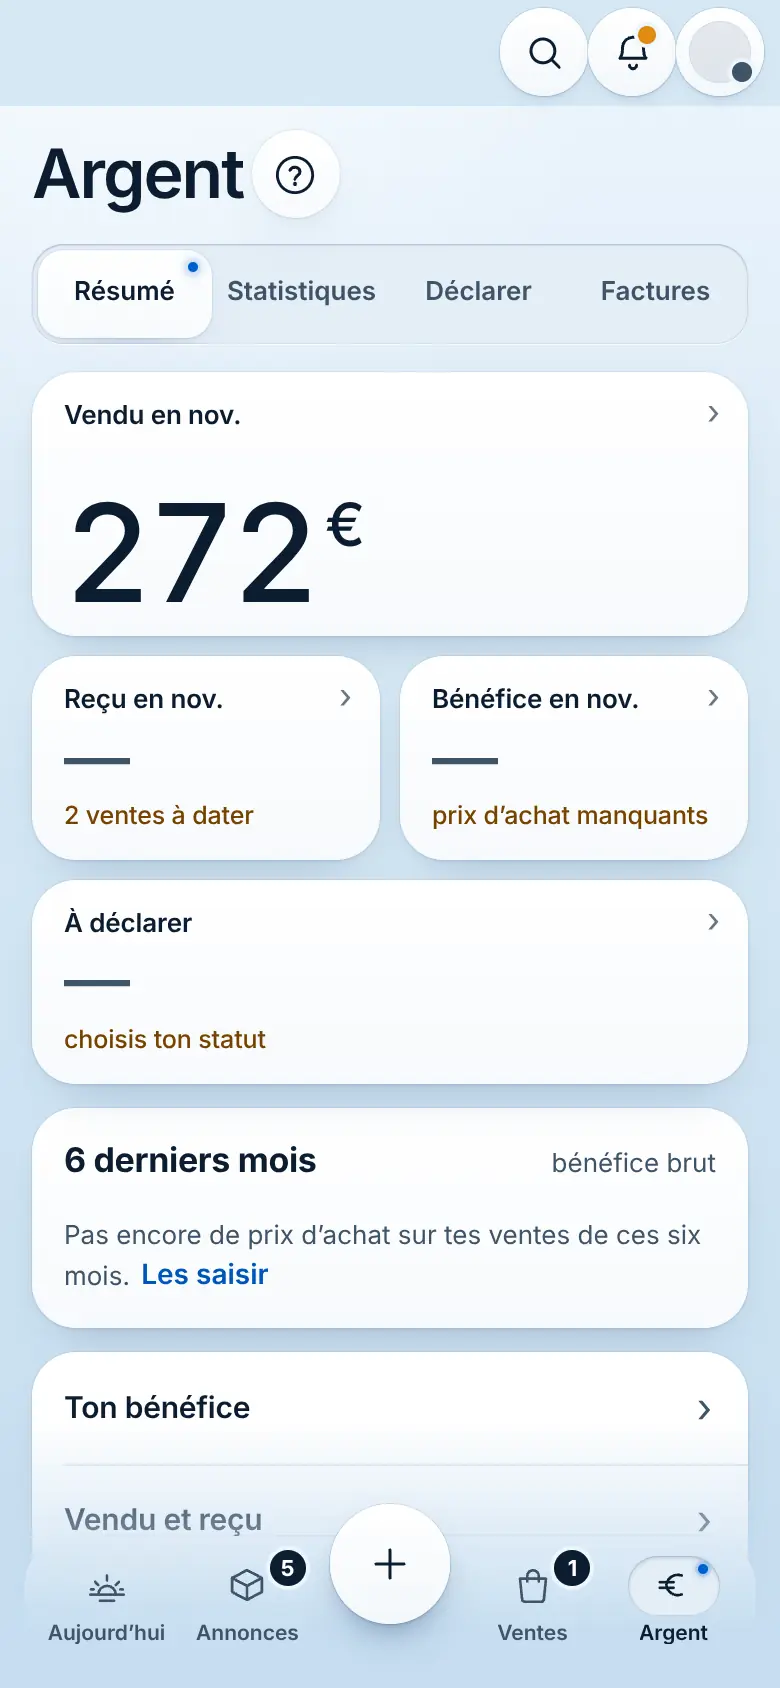 Argent
Résumé
Statistiques
Déclarer
Factures
Vendu en nov.
272 €
Reçu en nov.
2 ventes à dater
Bénéfice en nov.
prix d’achat manquants
À déclarer
choisis ton statut
6 derniers mois
bénéfice brut
Pas encore de prix d’achat sur tes ventes de ces six
mois. Les saisir
Ton bénéfice
Vendu et reçu
Aujourd’hui
5
Annonces
1
Ventes
€
Argent